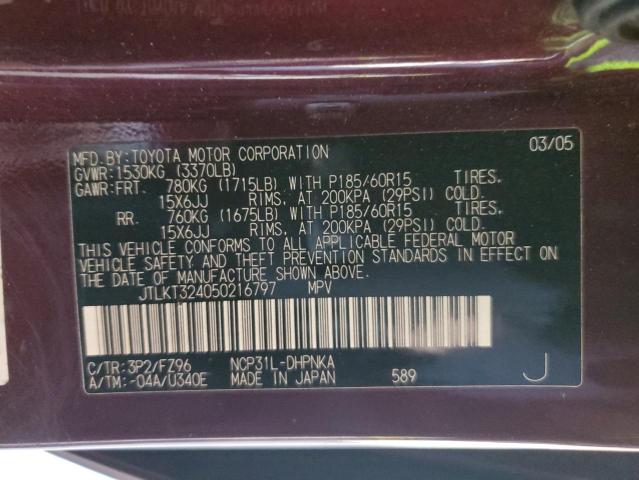 MFD.BY:TOYOTA MOTOR CORPORATION 03/05
GVWR:1530KG (3370LB)
GAWR:FRT. 780KG (1715LB) WITH P185/60R15 TIRES,
15X6JJ RIMS, AT 200KPA (29PSI) COLD.
RR. 760KG (1675LB) WITH P185/60R15 TIRES,
15X6JJ RIMS, AT 200KPA (29PSI) COLD.
THIS VEHICLE CONFORMS TO ALL APPLICABLE FEDERAL MOTOR
VEHICLE SAFETY AND THEFT PREVENTION STANDARDS IN EFFECT ON
THE DATE OF MANUFACTURE SHOWN ABOVE.
JTLKT324050216797 MPV
C/TR:3P2/FZ96 NCP31L-DHPNKA
A/TM:-04A/U340E MADE IN JAPAN 589 J